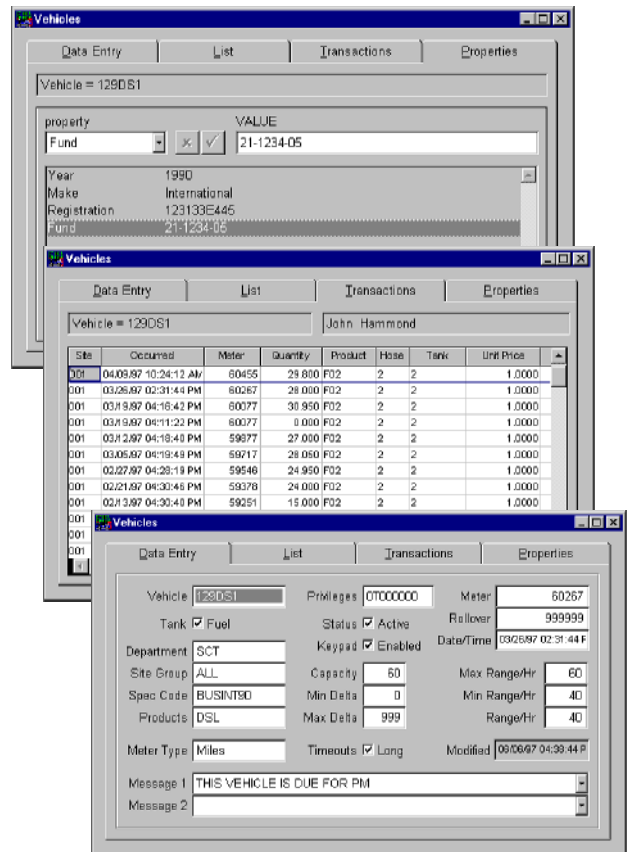 Vehicles
Data Entry List Transactions Properties
Vehicle = 129DS1
property VALUE
Fund 21-1234-05
Year 1990
Make International
Registration 123133E445
Fund 21-1234-05
Vehicles
Data Entry List Transactions Properties
Vehicle = 129DS1 John Hammond
Site Occurred Meter Quantity Product Hose Tank Unit Price
001 04/09/97 10:24:12 AM 60455 29.800 F02 2 2 1.0000
001 03/26/97 02:31:44 PM 60267 28.000 F02 2 2 1.0000
001 03/19/97 04:16:42 PM 60077 30.950 F02 2 2 1.0000
001 03/19/97 04:11:22 PM 60077 0.000 F02 2 2 1.0000
001 03/12/97 04:18:40 PM 59877 27.000 F02 2 2 1.0000
001 03/05/97 04:19:49 PM 59717 28.050 F02 2 2 1.0000
001 02/27/97 04:28:19 PM 59546 24.950 F02 2 2 1.0000
001 02/21/97 04:30:46 PM 59378 24.000 F02 2 2 1.0000
001 02/13/97 04:30:40 PM 59251 15.000 F02 2 2 1.0000
001
001
001
Vehicles
Data Entry List Transactions Properties
Vehicle 129DS1 Privileges OT000000 Meter 60267
Tank Fuel Status Active Rollover 999999
Department SCT Keypad Enabled Date/Time 03/26/97 02:31:44 P
Site Group ALL Capacity 60 Max Range/Hr 60
Spec Code BUSINT90 Min Delta 0 Min Range/Hr 40
Products DSL Max Delta 999 Range/Hr 40
Meter Type Miles Timeouts Long Modified 04:39:44 P
Message 1 THIS VEHICLE IS DUE FOR PM
Message 2